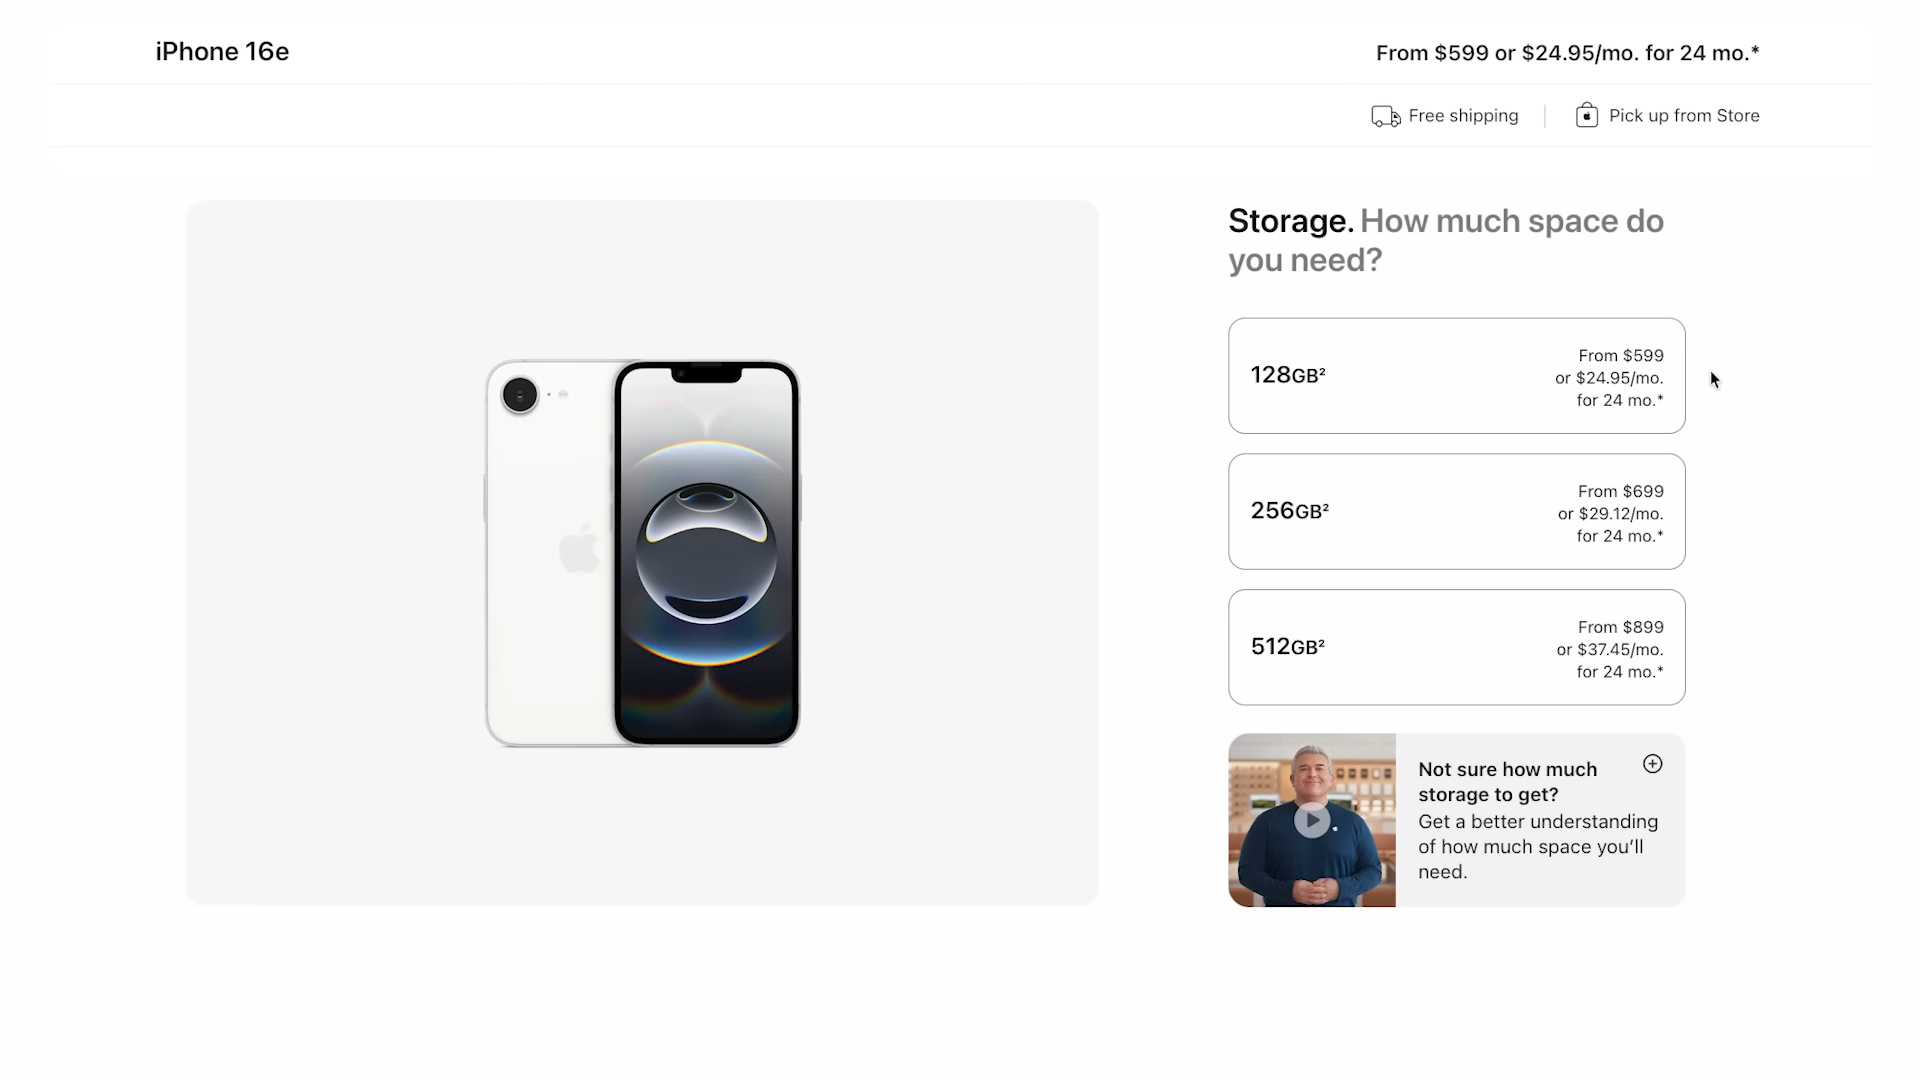 iPhone 16e
From $599 or $24.95/mo. for 24 mo.*
Free shipping
Pick up from Store
Storage. How much space do
you need?
128GB²
From $599
or $24.95/mo.
for 24 mo.*
256GB²
From $699
or $29.12/mo.
for 24 mo.*
512GB²
From $899
or $37.45/mo.
for 24 mo.*
Not sure how much
storage to get?
Get a better understanding
of how much space you’ll
need.